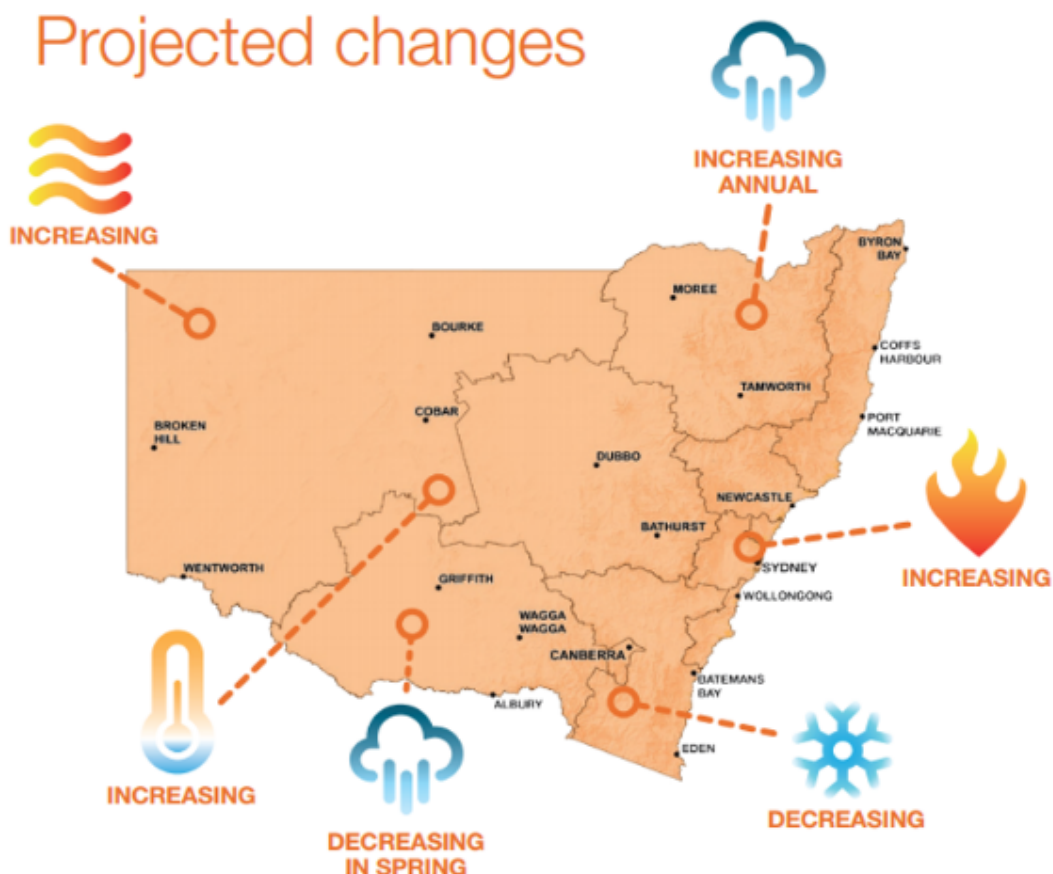 Projected changes
INCREASING
ANNUAL
INCREASING
BYRON
BAY
MOREE
BOURKE
COFFS
HARBOUR
TAMWORTH
COBAR
BROKEN
HILL
PORT
MACQUARIE
DUBBO
NEWCASTLE
BATHURST
SYDNEY
WENTWORTH
GRIFFITH
INCREASING
WOLLONGONG
WAGGA
WAGGA
CANBERRA
BATEMANS
BAY
ALBURY
EDEN
INCREASING
DECREASING
DECREASING
IN SPRING